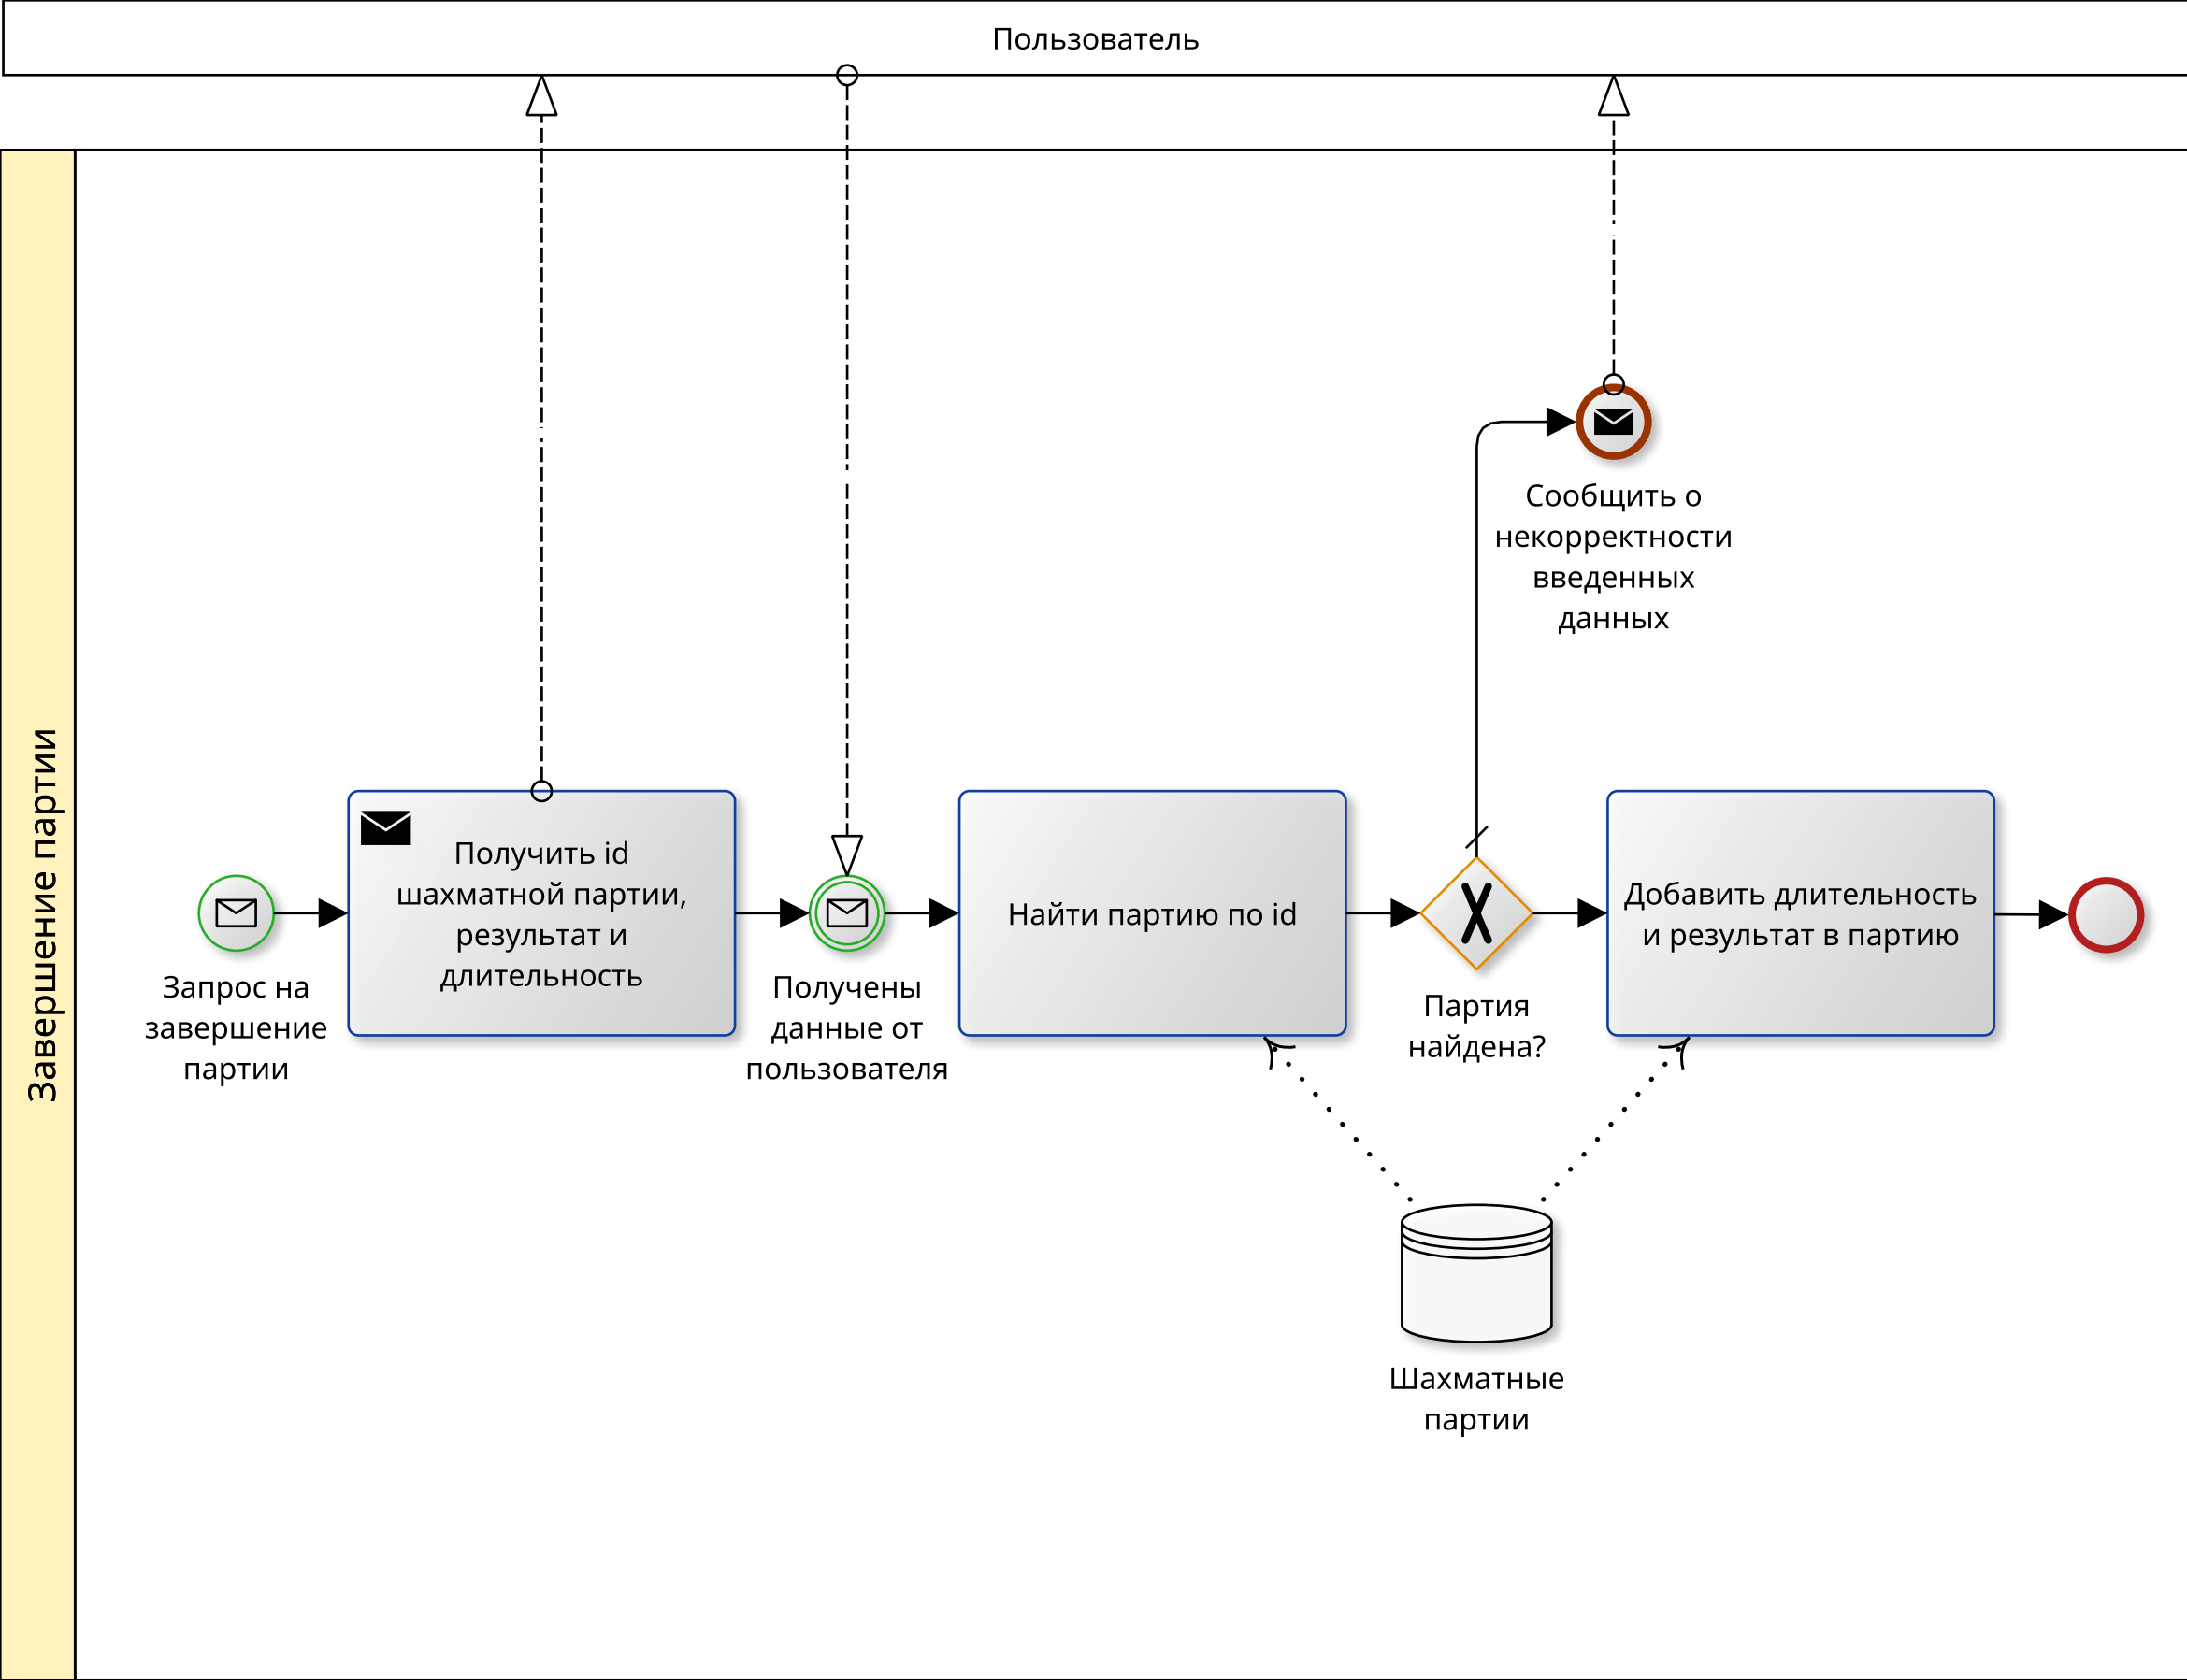 Пользователь
Завершение партии
Сообщить о
некорректности
введенных
данных
Запрос на
завершение
партии
Получить id
шахматной партии,
результат и
длительность
Получены
данные от
пользователя
Найти партию по id
Партия
найдена?
Добавить длительность
и результат в партию
Шахматные
партии